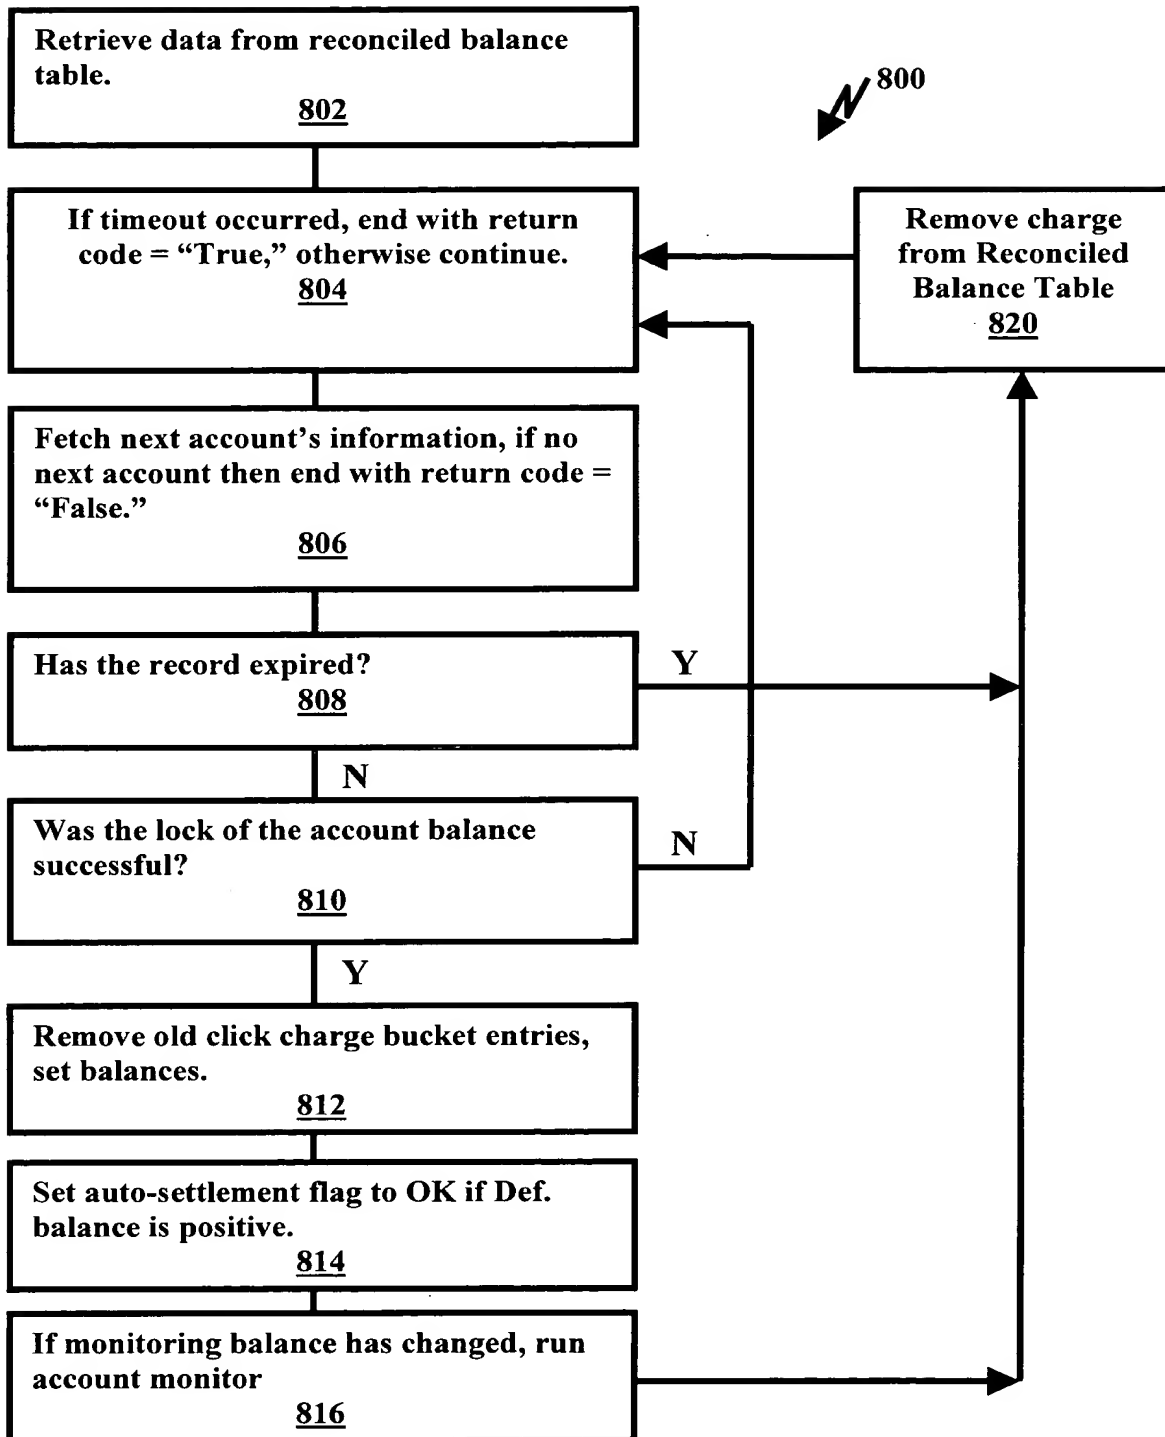 Retrieve data from reconciled balance
table.
802
800
If timeout occurred, end with return
code = “True,” otherwise continue.
804
Remove charge
from Reconciled
Balance Table
820
Fetch next account’s information, if no
next account then end with return code =
“False.”
806
Has the record expired?
808
Y
N
Was the lock of the account balance
successful?
810
N
Y
Remove old click charge bucket entries,
set balances.
812
Set auto-settlement flag to OK if Def.
balance is positive.
814
If monitoring balance has changed, run
account monitor
816